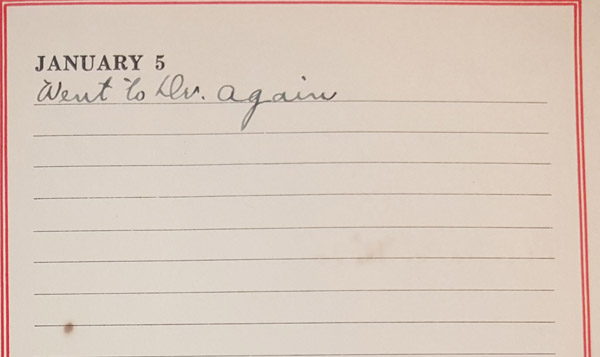 JANUARY 5
Went to Dr. again